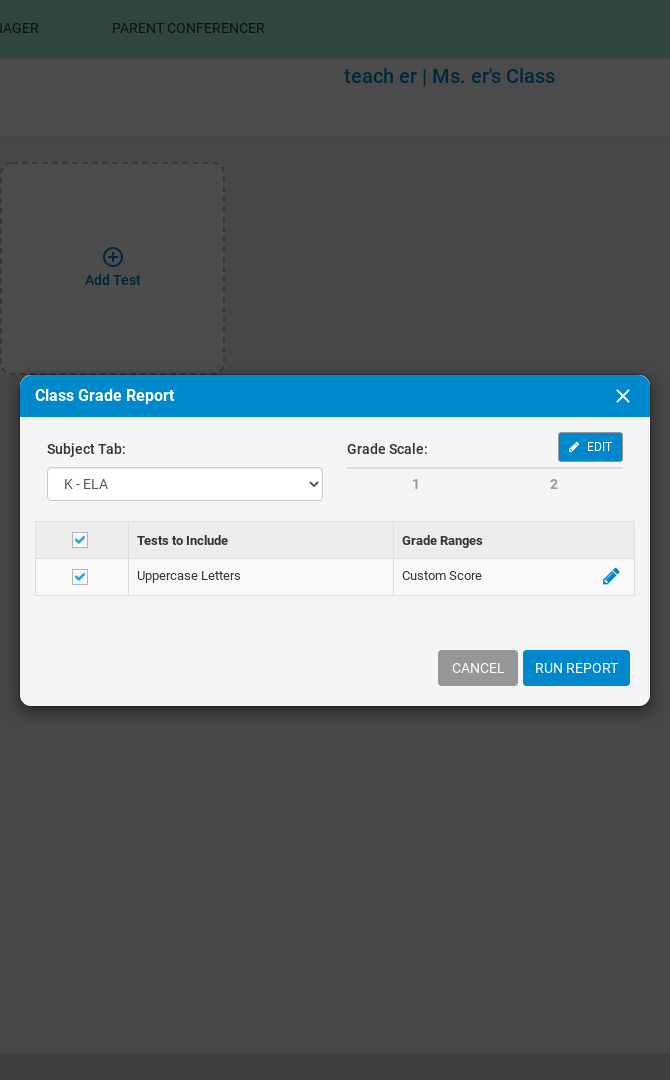 NAGER PARENT CONFERENCER
teach er | Ms. er's Class
Add Test
Class Grade Report
Subject Tab:
K - ELA
Grade Scale:
EDIT
1 2
Tests to Include Grade Ranges
Uppercase Letters Custom Score
CANCEL RUN REPORT